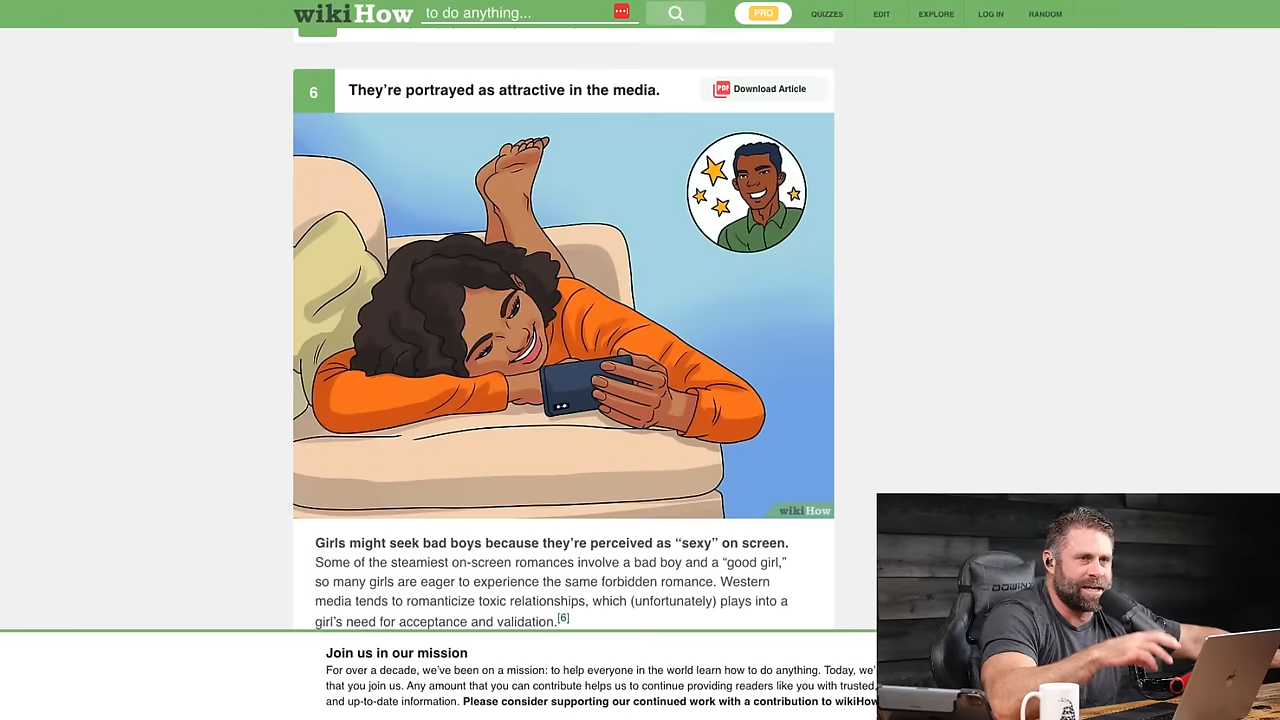 wikiHow to do anything... PRO QUIZZES EDIT EXPLORE LOG IN RANDOM
6 They're portrayed as attractive in the media. PDF Download Article
wikiHow
Girls might seek bad boys because they're perceived as “sexy” on screen.
Some of the steamiest on-screen romances involve a bad boy and a “good girl,”
so many girls are eager to experience the same forbidden romance. Western
media tends to romanticize toxic relationships, which (unfortunately) plays into a
girl's need for acceptance and validation.[6]
Join us in our mission
For over a decade, we've been on a mission: to help everyone in the world learn how to do anything. Today, we'
that you join us. Any amount that you can contribute helps us to continue providing readers like you with trusted,
and up-to-date information. Please consider supporting our continued work with a contribution to wikiHow